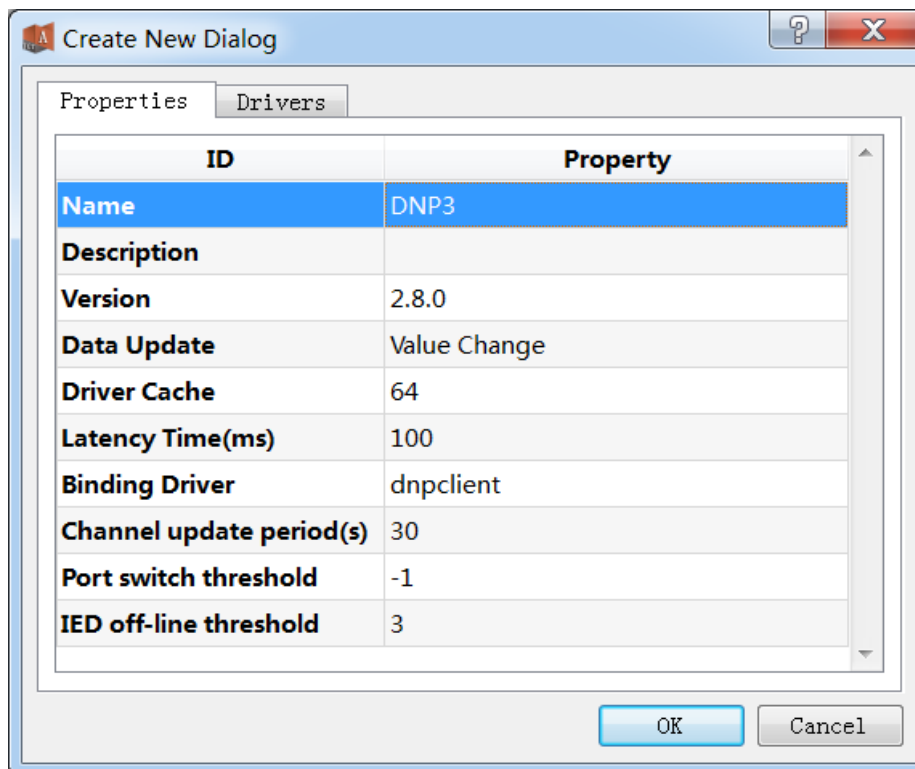 Create New Dialog
Properties Drivers
ID Property
Name DNP3
Description
Version 2.8.0
Data Update Value Change
Driver Cache 64
Latency Time(ms) 100
Binding Driver dnpclient
Channel update period(s) 30
Port switch threshold -1
IED off-line threshold 3
OK Cancel